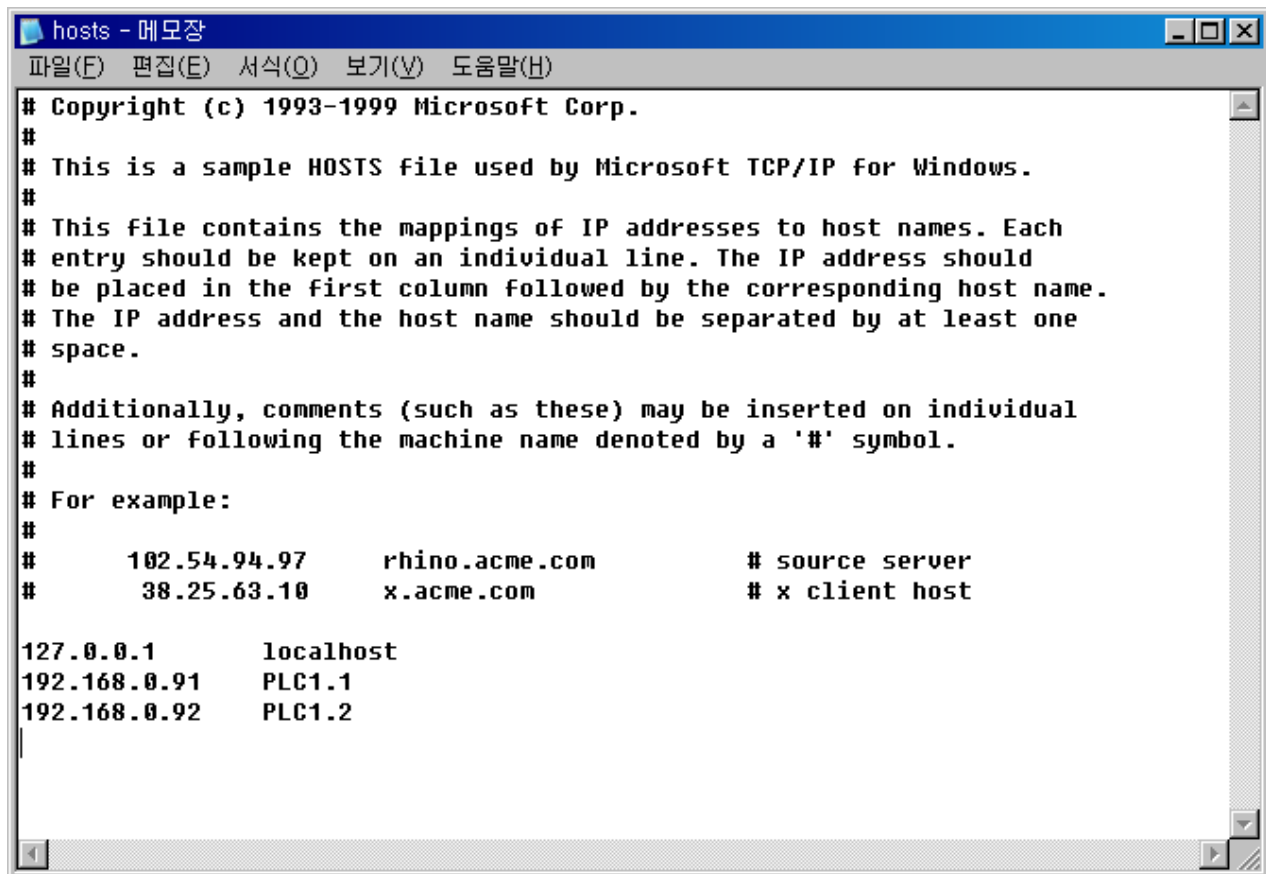 hosts - 메모장
파일(F) 편집(E) 서식(O) 보기(V) 도움말(H)
# Copyright (c) 1993-1999 Microsoft Corp.
#
# This is a sample HOSTS file used by Microsoft TCP/IP for Windows.
#
# This file contains the mappings of IP addresses to host names. Each
# entry should be kept on an individual line. The IP address should
# be placed in the first column followed by the corresponding host name.
# The IP address and the host name should be separated by at least one
# space.
#
# Additionally, comments (such as these) may be inserted on individual
# lines or following the machine name denoted by a '#' symbol.
#
# For example:
#
#      102.54.94.97     rhino.acme.com          # source server
#       38.25.63.10     x.acme.com              # x client host
127.0.0.1       localhost
192.168.0.91    PLC1.1
192.168.0.92    PLC1.2